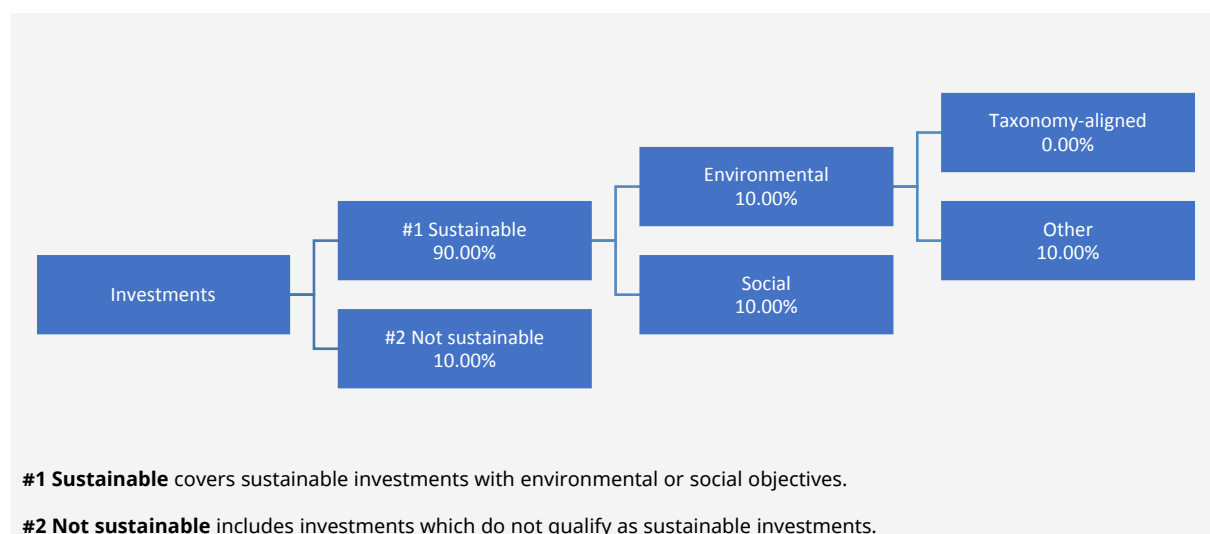 Investments
#1 Sustainable
90.00%
#2 Not sustainable
10.00%
Environmental
10.00%
Social
10.00%
Taxonomy-aligned
0.00%
Other
10.00%
#1 Sustainable covers sustainable investments with environmental or social objectives.
#2 Not sustainable includes investments which do not qualify as sustainable investments.